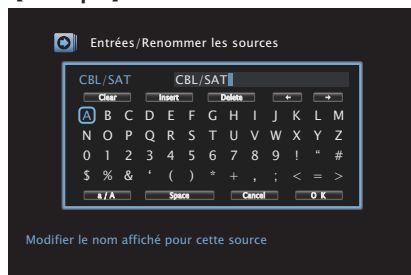 Entrées/Renommer les sources
CBL/SAT CBL/SAT
Clear Insert Delete ← →
A B C D E F G H I J K L M
N O P Q R S T U V W X Y Z
0 1 2 3 4 5 6 7 8 9 ! “ #
$ % & ‘ ( ) * + , ; < = >
a / A Space Cancel O K
Modifier le nom affiché pour cette source